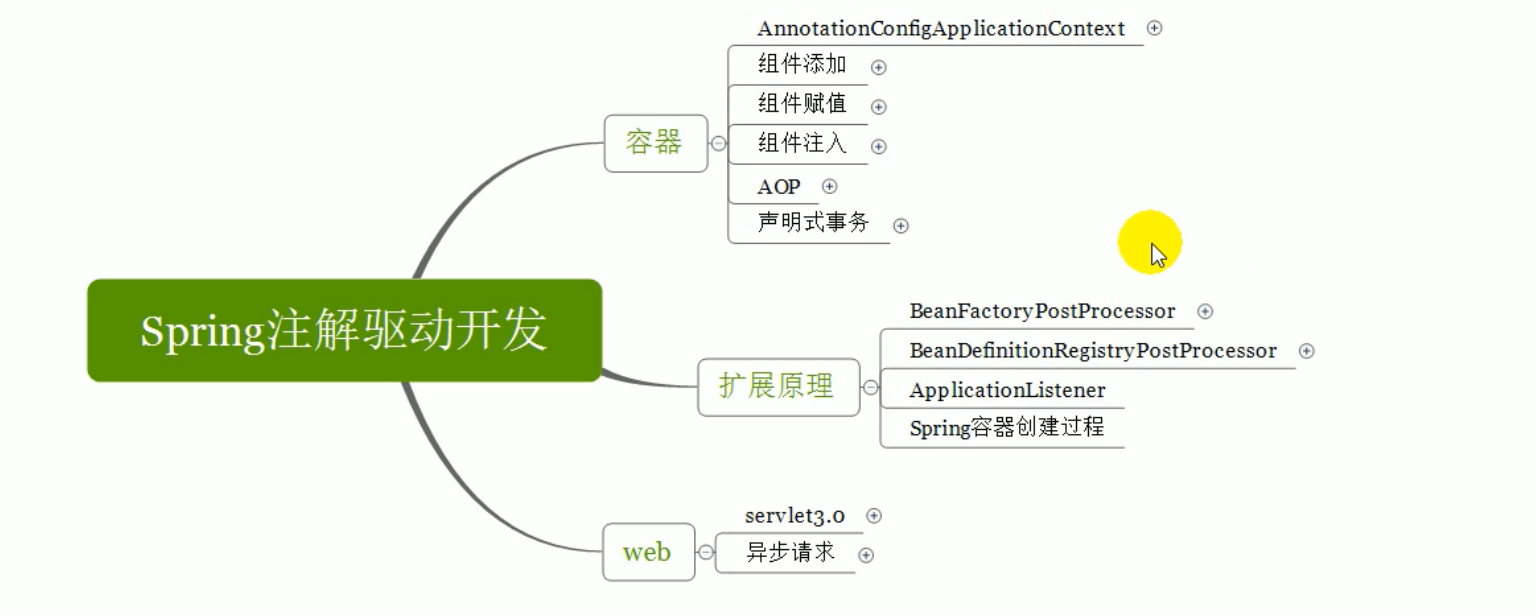 AnnotationConfigApplicationContext
组件添加
组件赋值
容器
组件注入
AOP
声明式事务
Spring注解驱动开发
BeanFactoryPostProcessor
BeanDefinitionRegistryPostProcessor
扩展原理
ApplicationListener
Spring容器创建过程
servlet3.0
web
异步请求